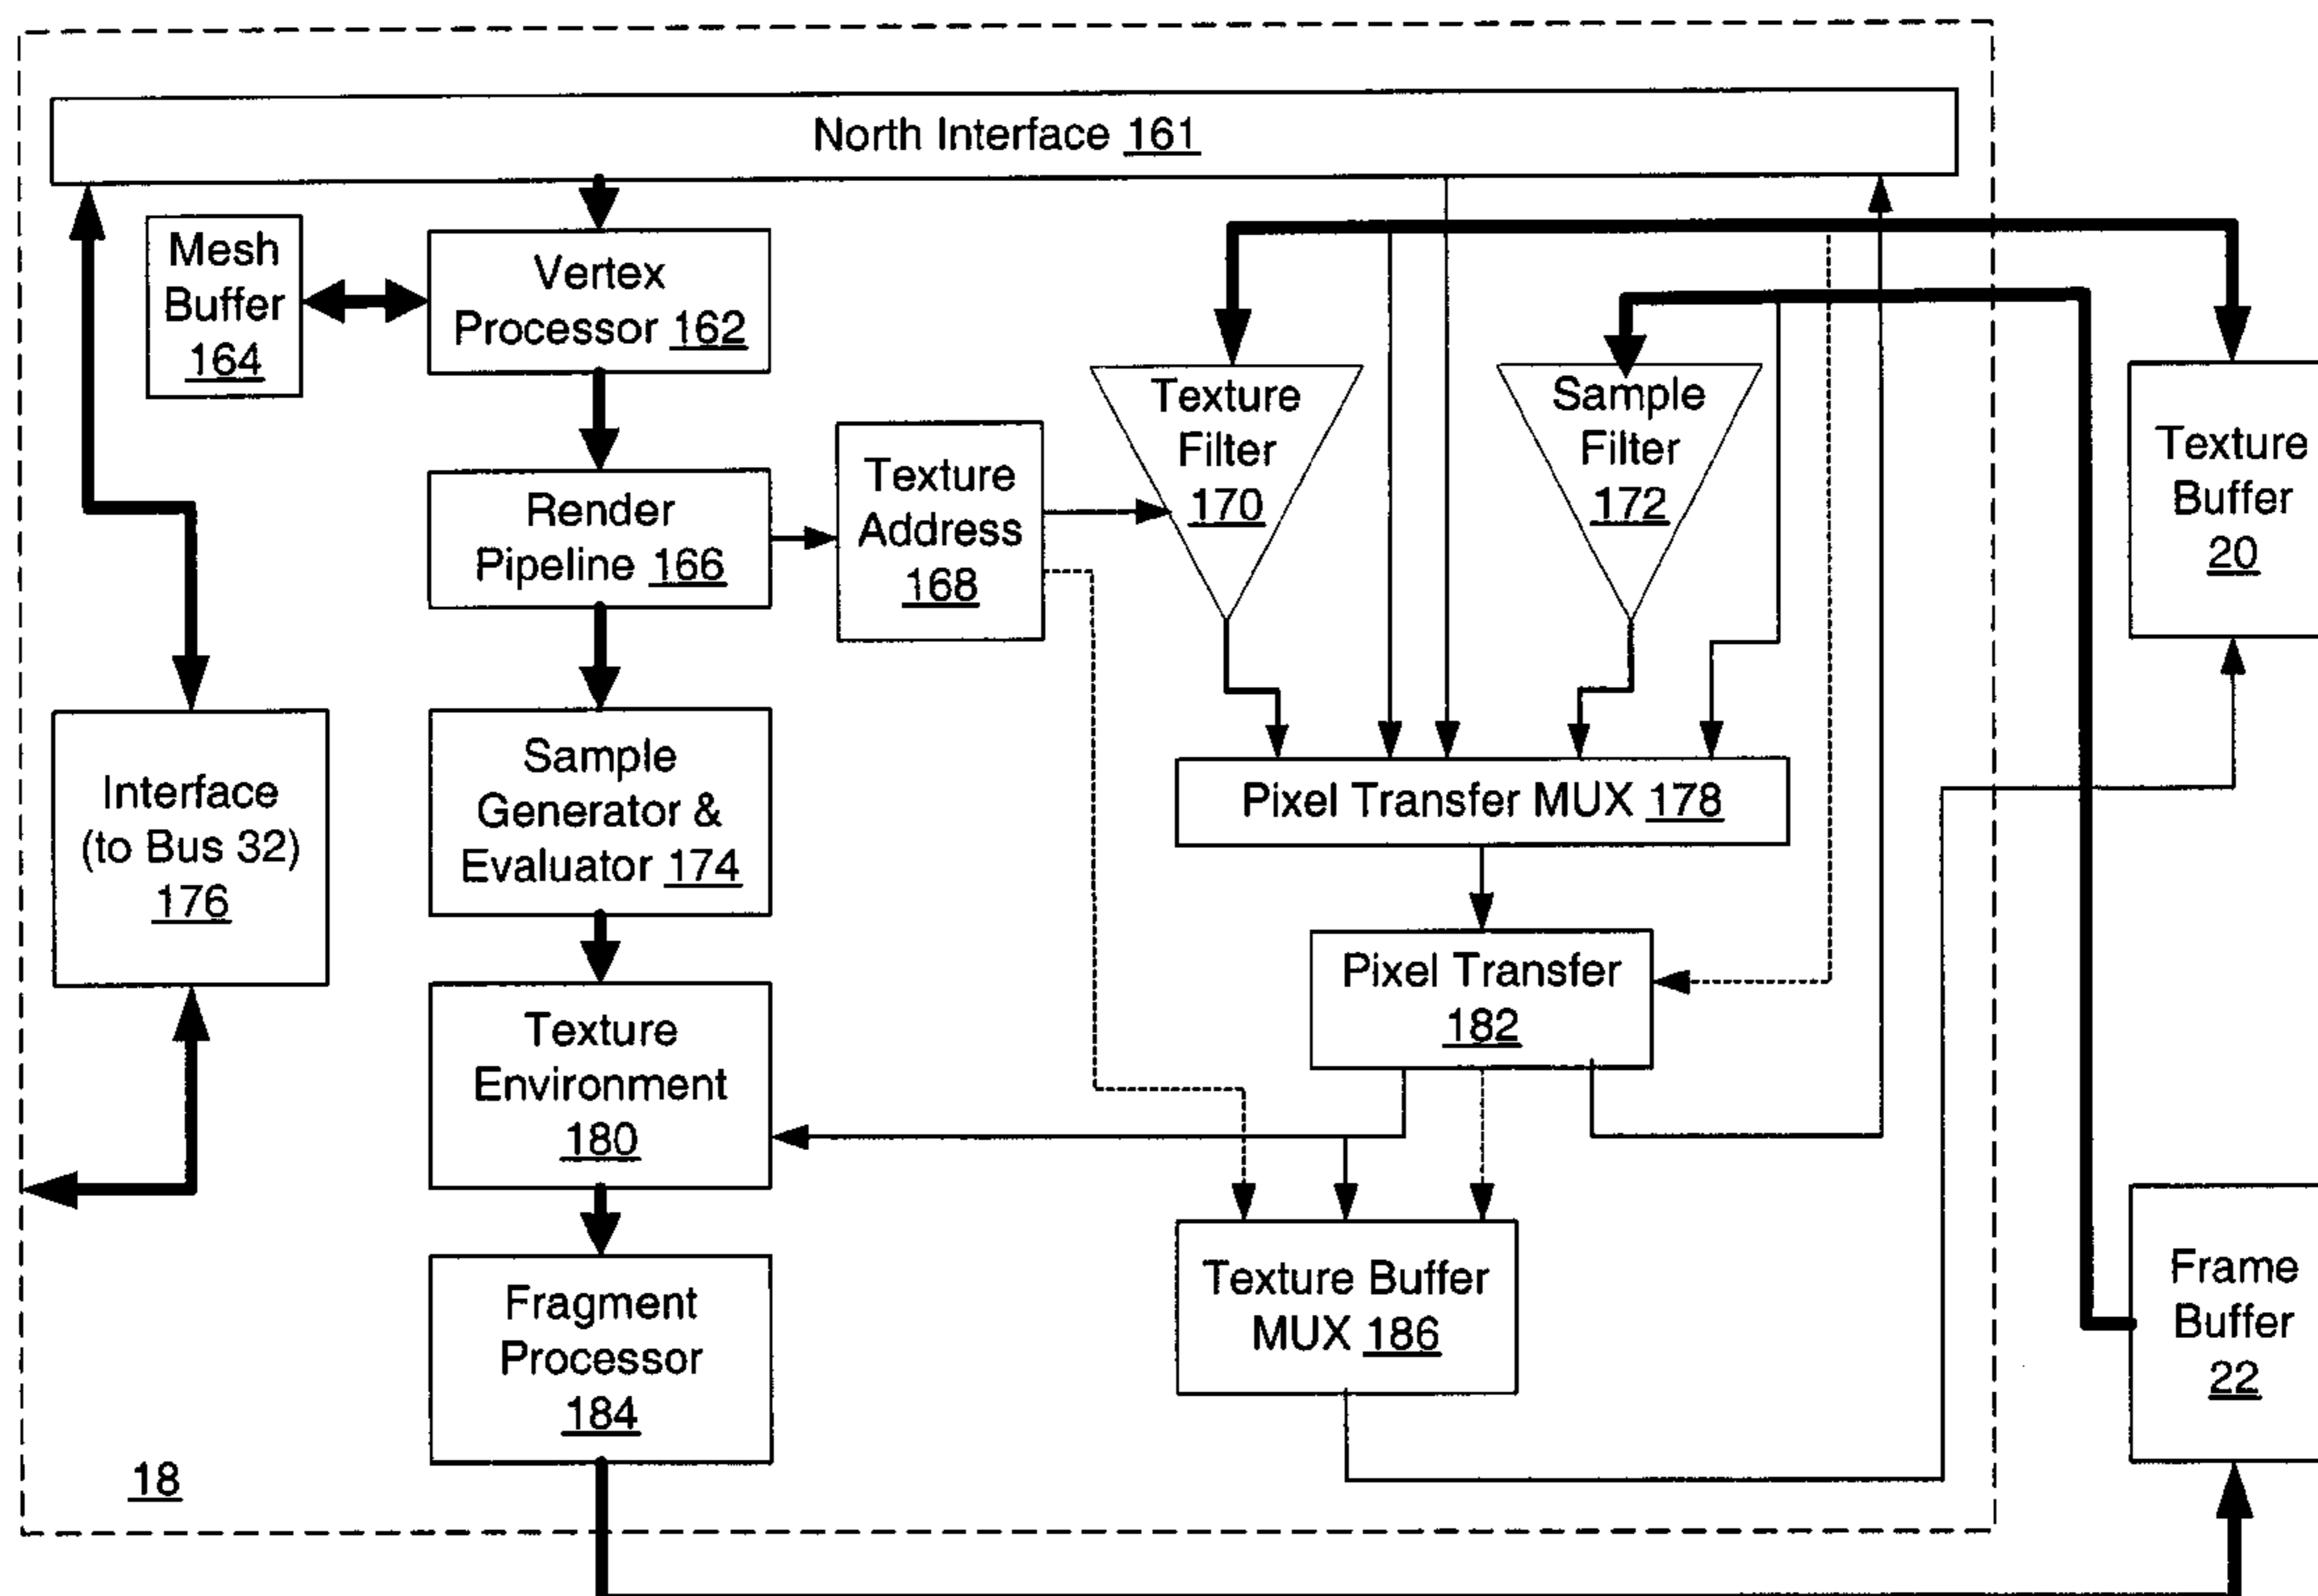 North Interface 161
Mesh
Buffer
164
Vertex
Processor 162
Texture
Filter
170
Sample
Filter
172
Texture
Buffer
20
Render
Pipeline 166
Texture
Address
168
Interface
(to Bus 32)
176
Sample
Generator &
Evaluator 174
Pixel Transfer MUX 178
Pixel Transfer
182
Texture
Environment
180
Texture Buffer
MUX 186
Fragment
Processor
184
Frame
Buffer
22
18